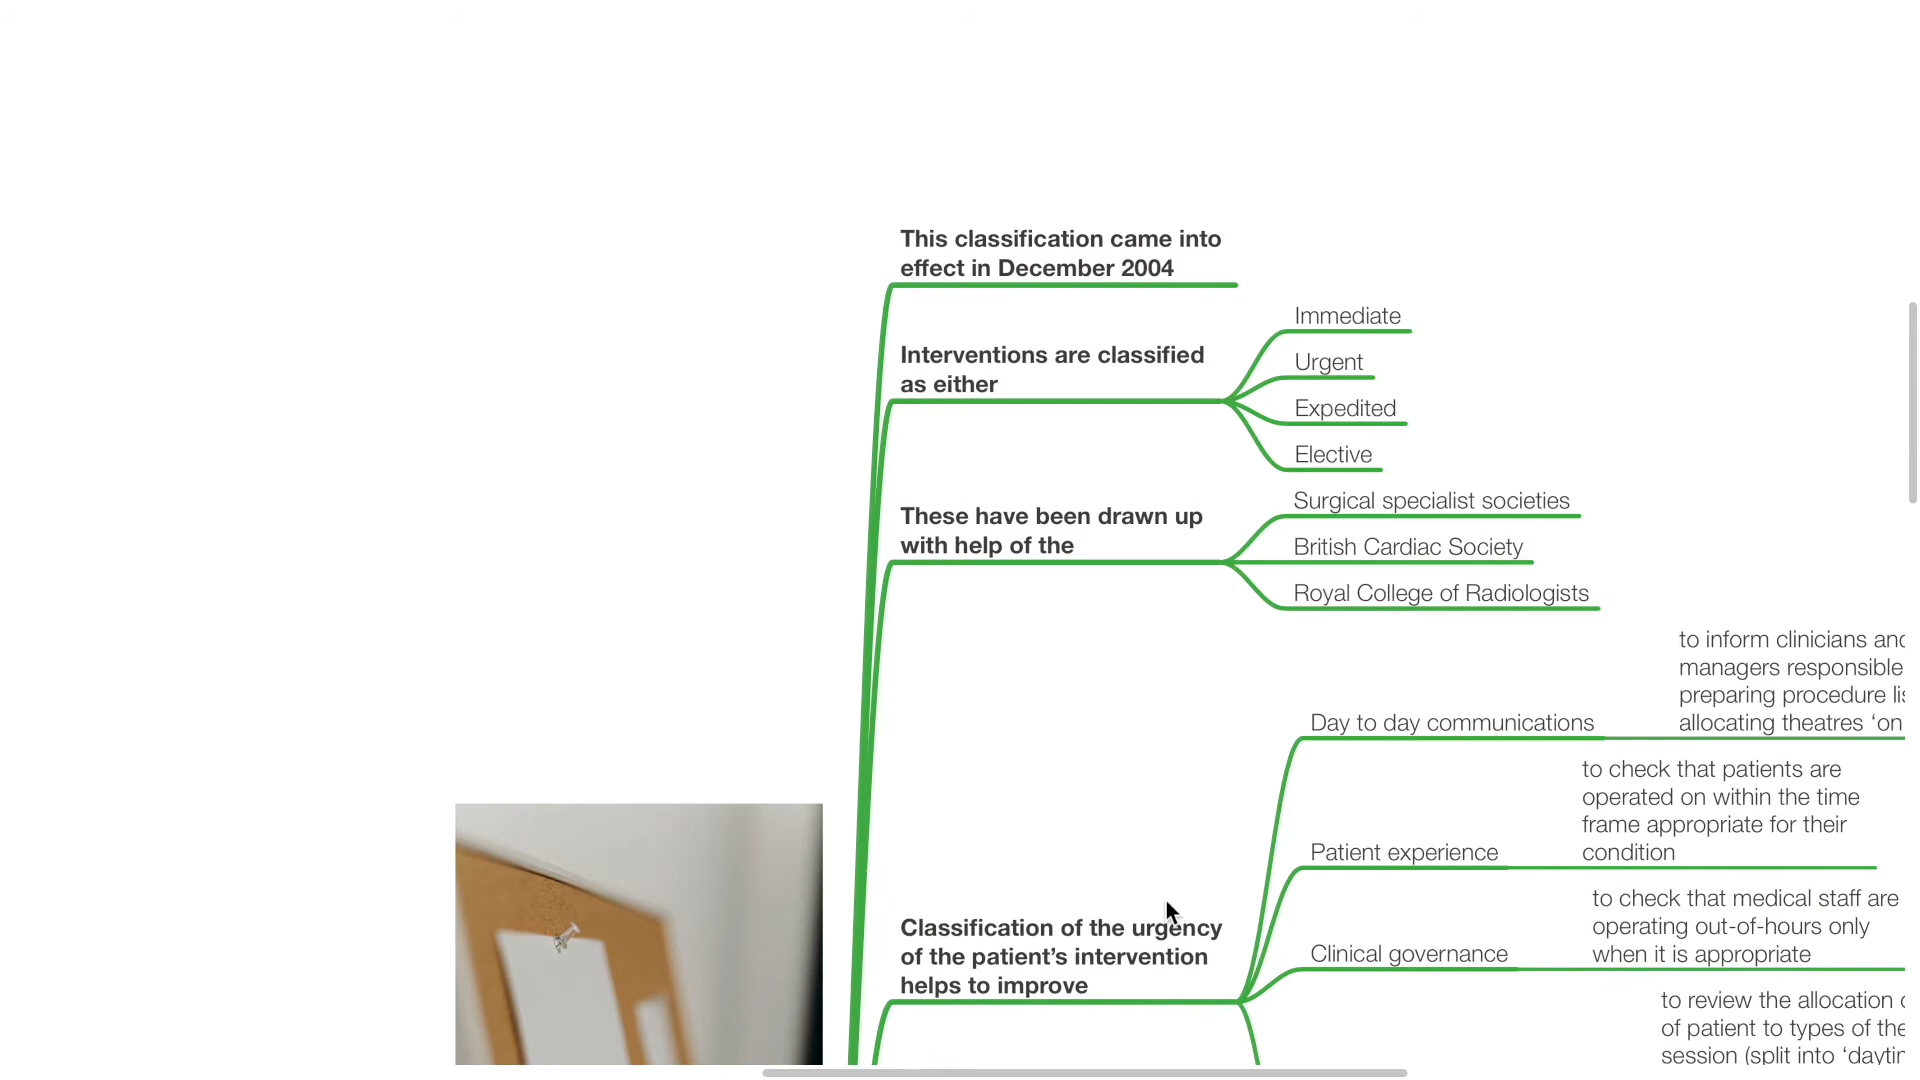 This classification came into
effect in December 2004
Interventions are classified
as either
Immediate
Urgent
Expedited
Elective
These have been drawn up
with help of the
Surgical specialist societies
British Cardiac Society
Royal College of Radiologists
Classification of the urgency
of the patient’s intervention
helps to improve
Day to day communications
to inform clinicians
managers responsible
preparing procedure
allocating theatres ‘on
Patient experience
to check that patients are
operated on within the time
frame appropriate for their
condition
Clinical governance
to check that medical staff are
operating out-of-hours only
when it is appropriate
to review the allocation
of patient to types of
session (split into